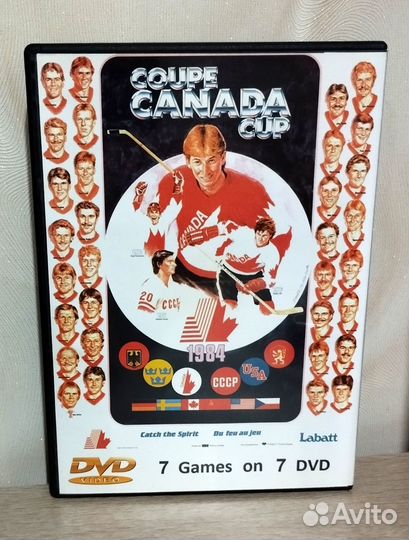 COUPE
CANADA
CUP
CANADA
CANADA
20 CCCP
1984
CCCP
USA
Catch the Spirit Du feu au jeu
Labatt
DVD
VIDEO
7 Games on 7 DVD
Avito